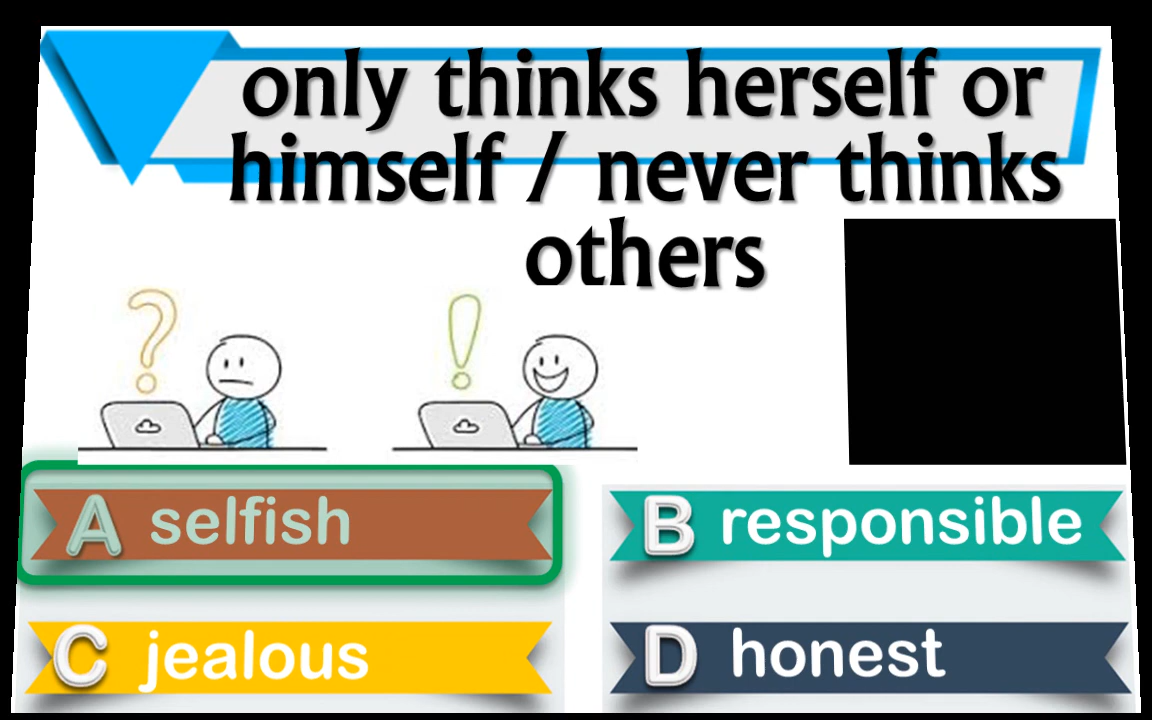 only thinks herself or
himself / never thinks
others
A selfish
B responsible
C jealous
D honest